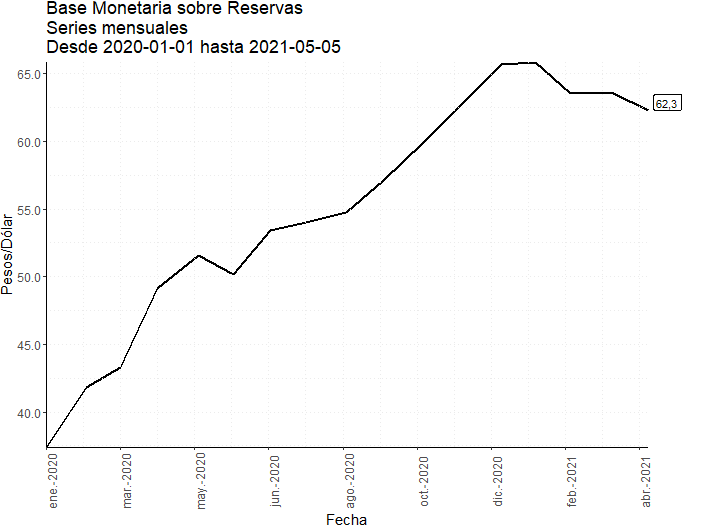 Base Monetaria sobre Reservas
Series mensuales
Desde 2020-01-01 hasta 2021-05-05
Pesos/Dólar
65.0
60.0
55.0
50.0
45.0
40.0
62,3
ene.-2020
mar.-2020
may.-2020
jun.-2020
ago.-2020
oct.-2020
dic.-2020
feb.-2021
abr.-2021
Fecha